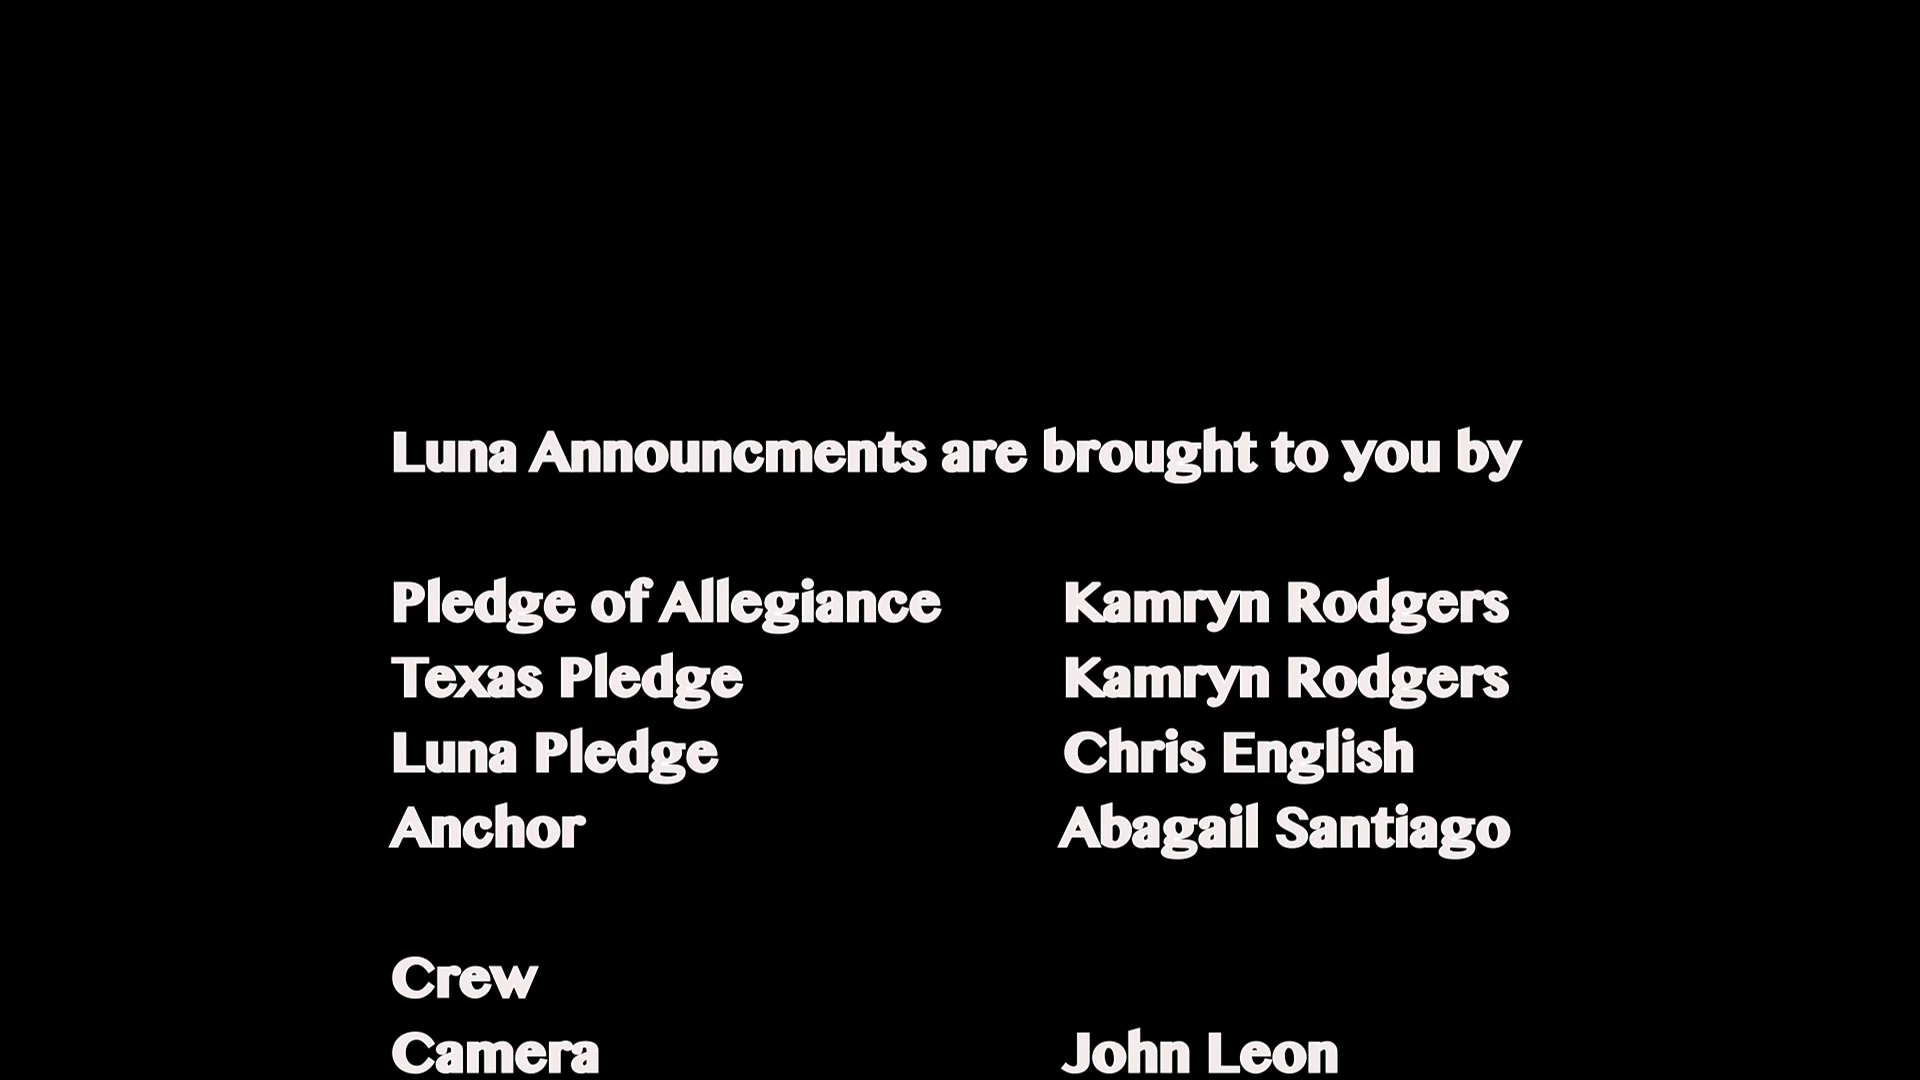 Luna Announcments are brought to you by
Pledge of Allegiance Kamryn Rodgers
Texas Pledge Kamryn Rodgers
Luna Pledge Chris English
Anchor Abagail Santiago
Crew
Camera John Leon